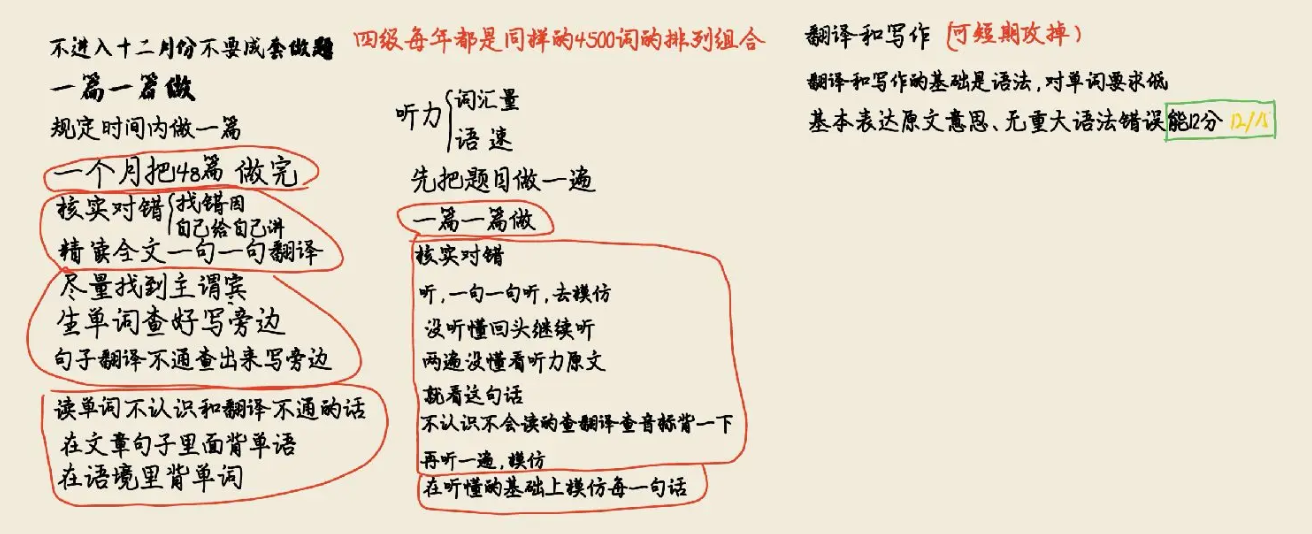 不进入十二月份不要成套做题
一篇一篇做
规定时间内做一篇
一个月把48篇 做完
核实对错
找错因
自己给自己讲
精读全文一句一句翻译
尽量找到主谓宾
生单词查好写旁边
句子翻译不通查出来写旁边
读单词不认识和翻译不通的话
在文章句子里面背单语
在语境里背单词
四级每年都是同样的4500词的排列组合
听力
词汇量
语速
先把题目做一遍
一篇一篇做
核实对错
听,一句一句听,去模仿
没听懂回头继续听
两遍没懂看听力原文
就看这句话
不认识不会读的查翻译查音标背一下
再听一遍,模仿
在听懂的基础上模仿每一句话
翻译和写作 (可短期攻掉)
翻译和写作的基础是语法,对单词要求低
基本表达原文意思、无重大语法错误能12分 12/15